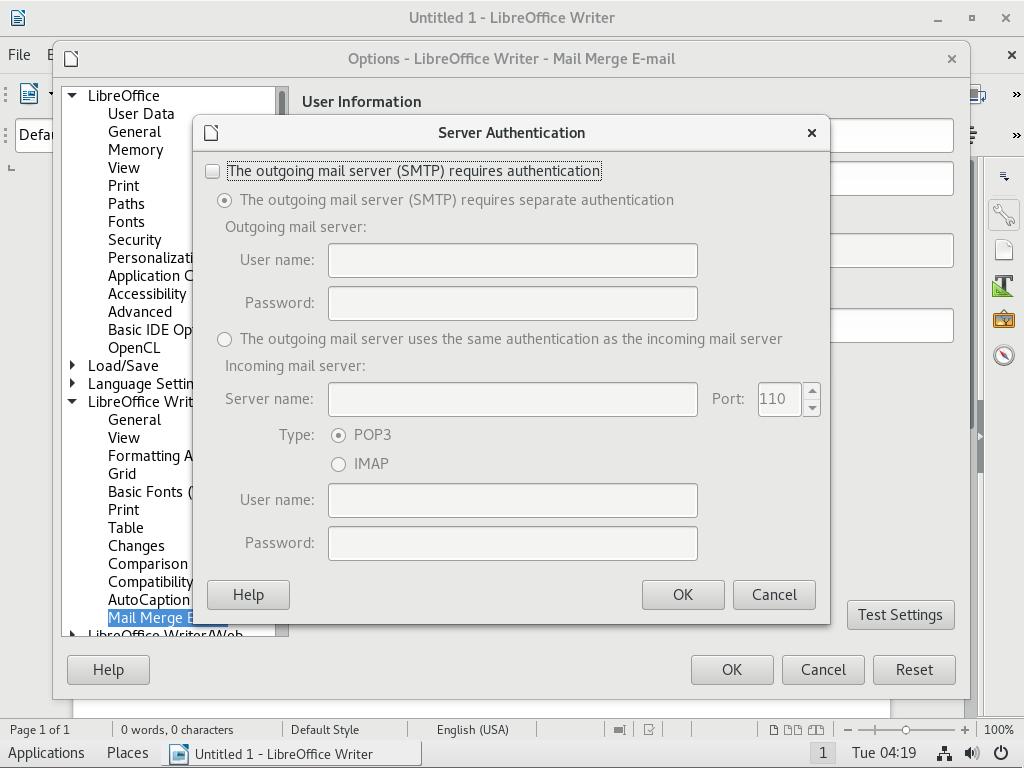 Untitled 1 - LibreOffice Writer
File
Options - LibreOffice Writer - Mail Merge E-mail
LibreOffice
User Data
General
Memory
View
Print
Paths
Fonts
Security
Personalizati
Application C
Accessibility
Advanced
Basic IDE Op
OpenCL
Load/Save
Language Settin
LibreOffice Writ
General
View
Formatting A
Grid
Basic Fonts (
Print
Table
Changes
Comparison
Compatibility
AutoCaption
Mail Merge E
LibreOffice Writer/Web
User Information
Defau
Server Authentication
The outgoing mail server (SMTP) requires authentication
The outgoing mail server (SMTP) requires separate authentication
Outgoing mail server:
User name:
Password:
The outgoing mail server uses the same authentication as the incoming mail server
Incoming mail server:
Server name:
Port: 110
Type: POP3
IMAP
User name:
Password:
Help OK Cancel
Test Settings
Help OK Cancel Reset
Page 1 of 1 0 words, 0 characters Default Style English (USA) 100%
Applications Places Untitled 1 - LibreOffice Writer 1 Tue 04:19